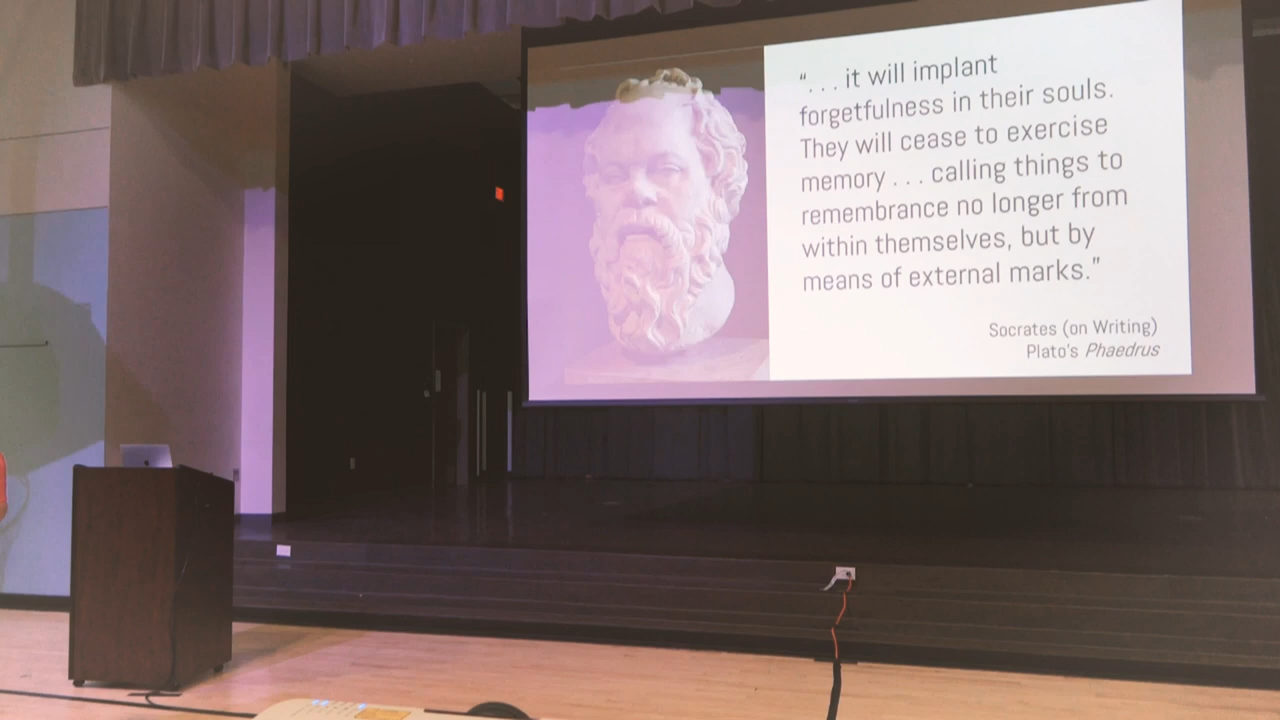 “. . . it will implant
forgetfulness in their souls.
They will cease to exercise
memory . . . calling things to
remembrance no longer from
within themselves, but by
means of external marks.”
Socrates (on Writing)
Plato's Phaedrus